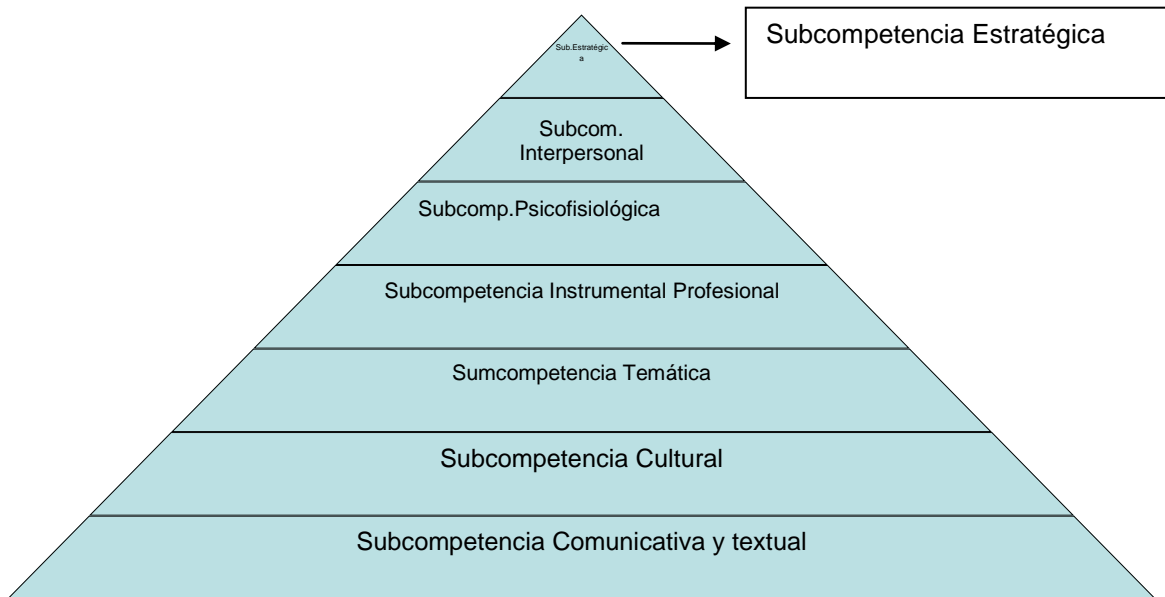 Sub.Estratégic
a
Subcompetencia Estratégica
Subcom.
Interpersonal
Subcomp.Psicofisiológica
Subcompetencia Instrumental Profesional
Sumcompetencia Temática
Subcompetencia Cultural
Subcompetencia Comunicativa y textual